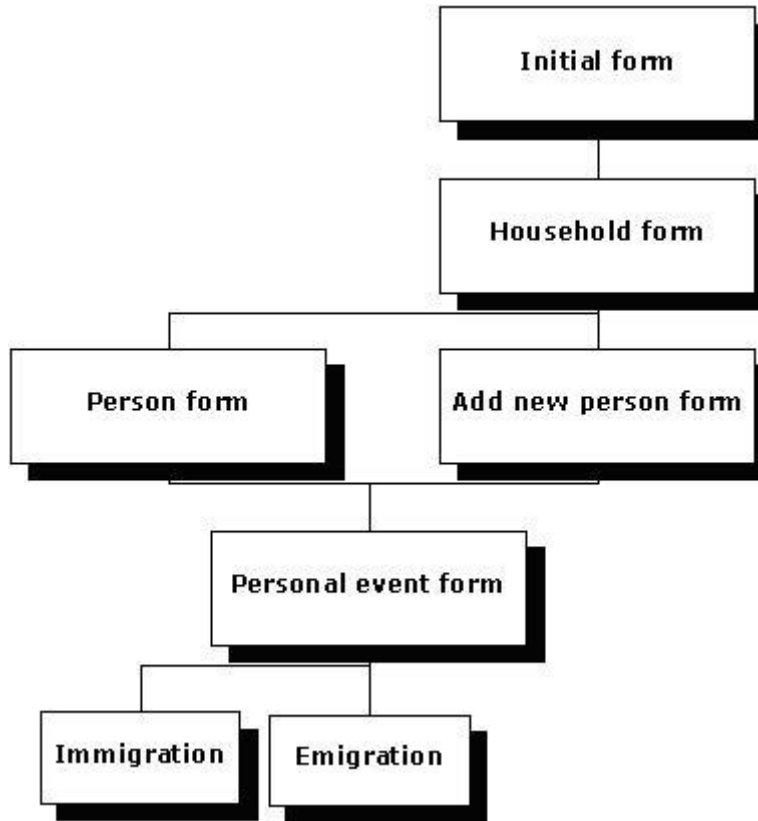 Initial form
Household form
Person form
Add new person form
Personal event form
Immigration
Emigration